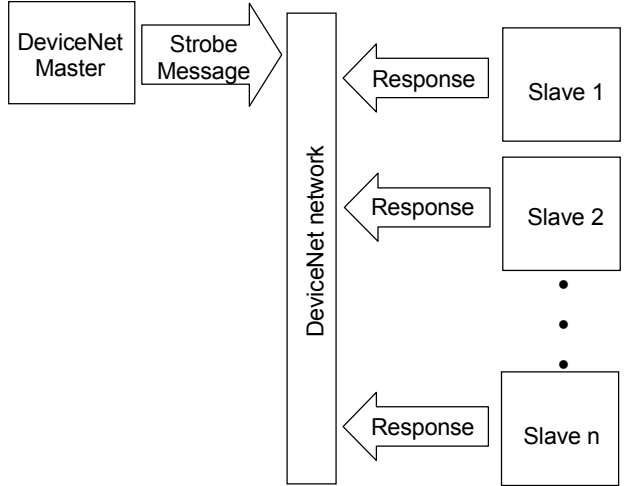 DeviceNet
Master
Strobe
Message
DeviceNet network
Response
Slave 1
Response
Slave 2
Response
Slave n